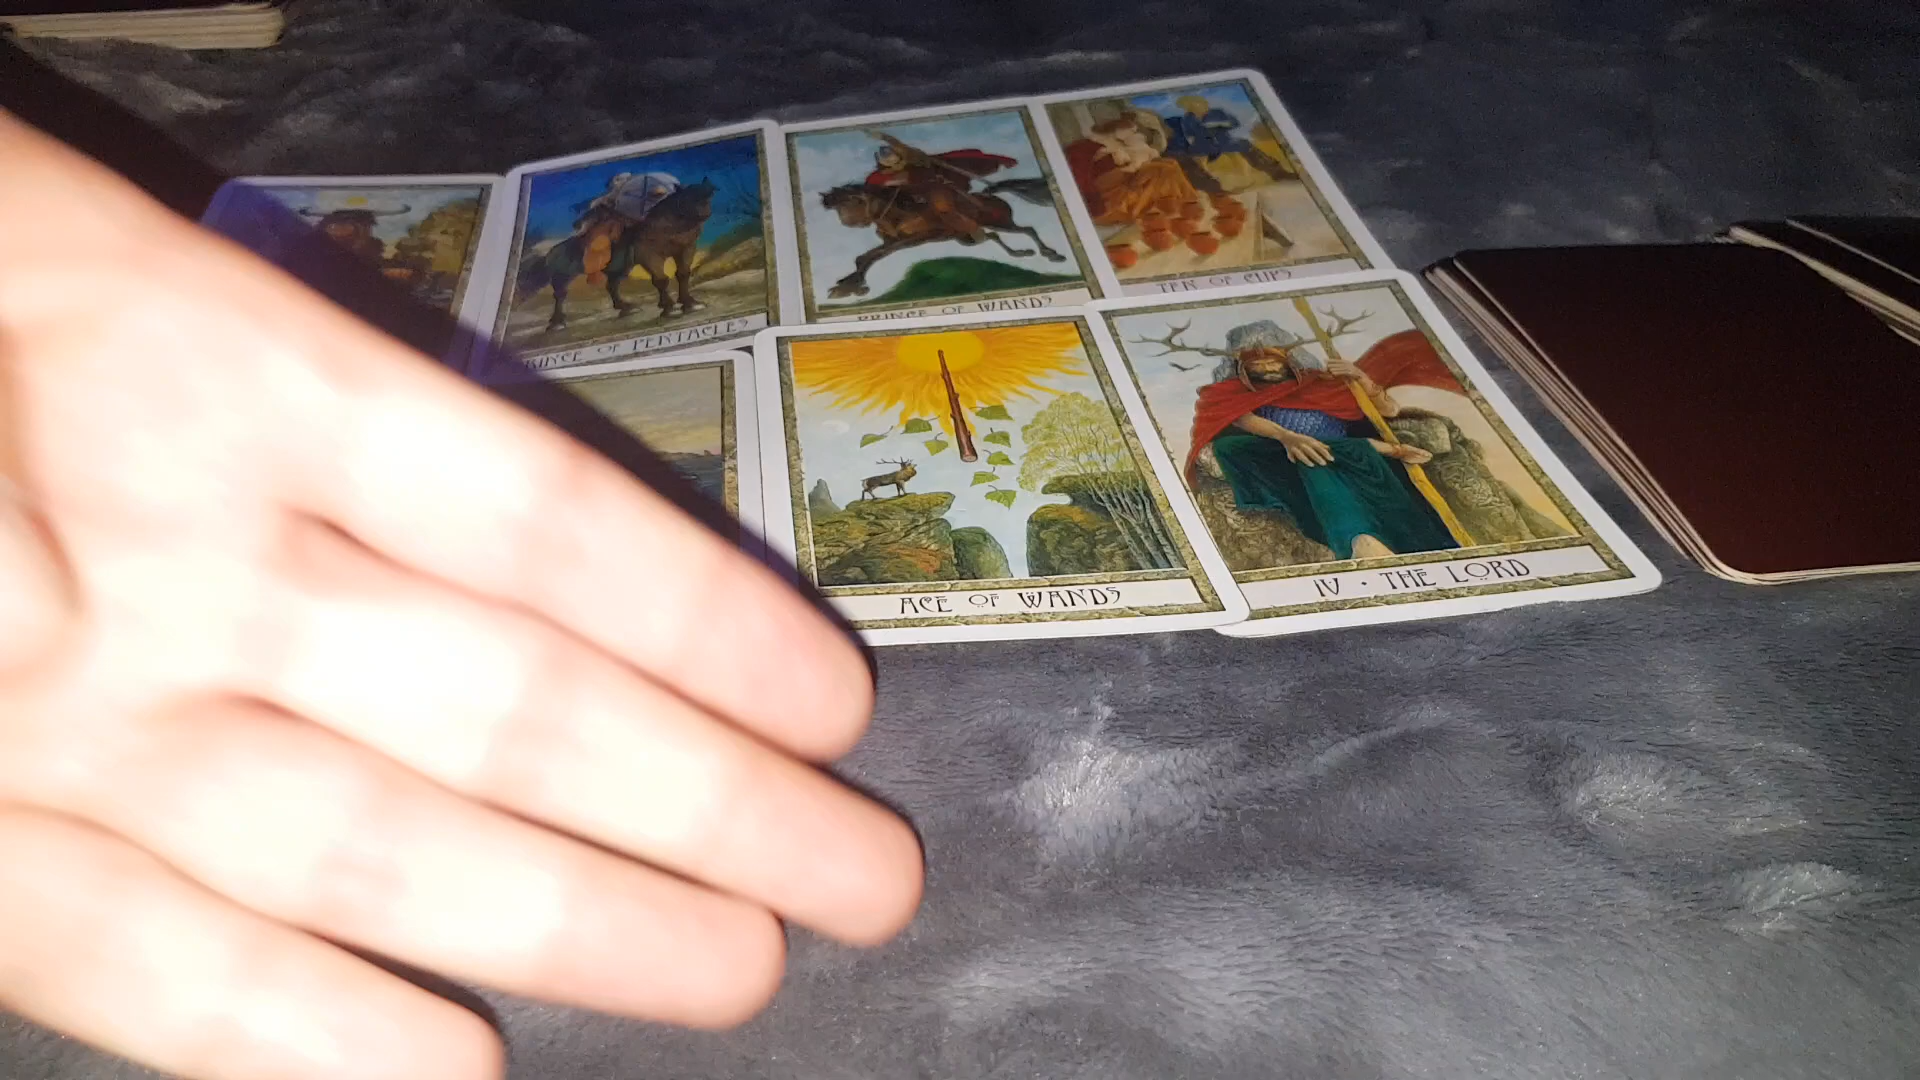 PRINCE OF PENTACLES
PRINCE OF WANDS
TEN OF CUPS
ACE OF WANDS
IV • THE LORD